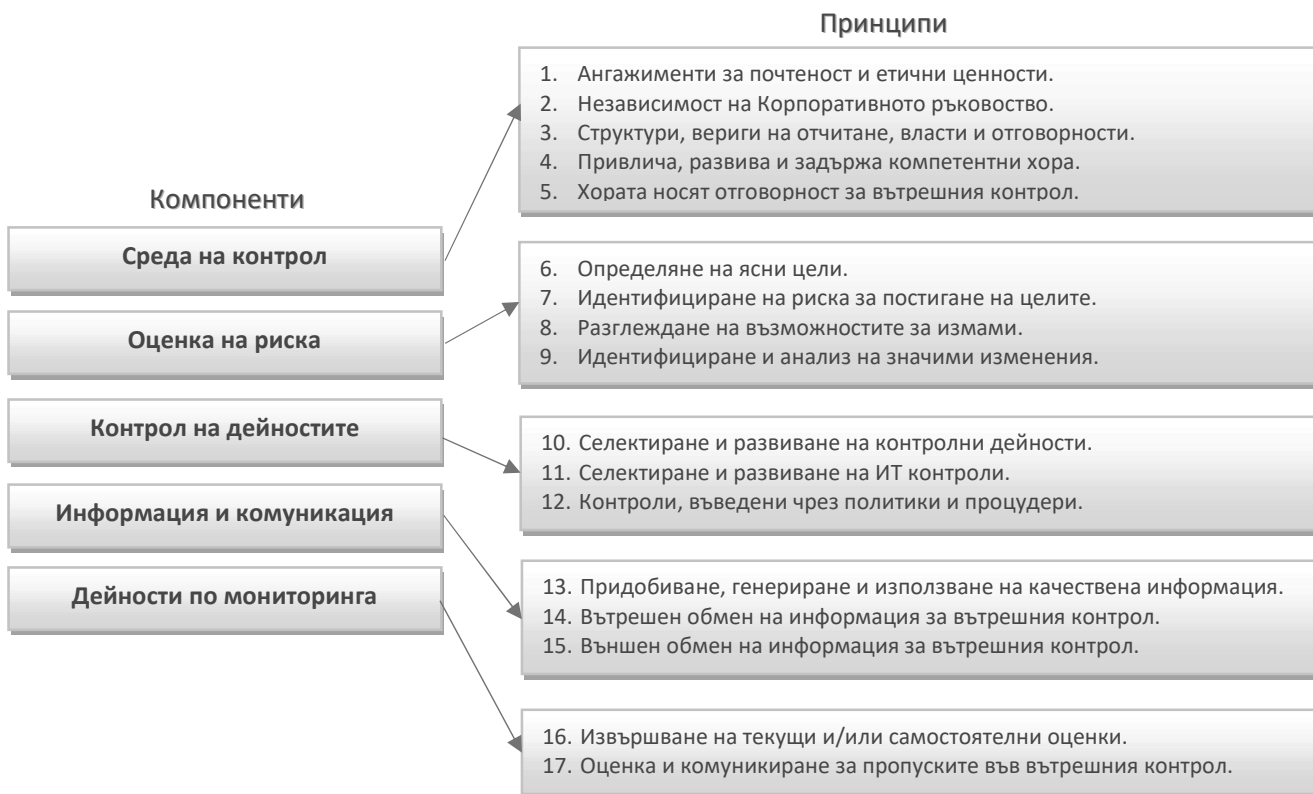 Принципи
1. Ангажименти за почтеност и етични ценности.
2. Независимост на Корпоративното ръковоство.
3. Структури, вериги на отчитане, власти и отговорности.
4. Привлича, развива и задържа компетентни хора.
5. Хората носят отговорност за вътрешния контрол.
Компоненти
Среда на контрол
Оценка на риска
Контрол на дейностите
Информация и комуникация
Дейности по мониторинга
6. Определяне на ясни цели.
7. Идентифициране на риска за постигане на целите.
8. Разглеждане на възможностите за измами.
9. Идентифициране и анализ на значими изменения.
10. Селектиране и развиване на контролни дейности.
11. Селектиране и развиване на ИТ контроли.
12. Контроли, въведени чрез политики и процудери.
13. Придобиване, генериране и използване на качествена информация.
14. Вътрешен обмен на информация за вътрешния контрол.
15. Външен обмен на информация за вътрешния контрол.
16. Извършване на текущи и/или самостоятелни оценки.
17. Оценка и комуникиране за пропуските във вътрешния контрол.